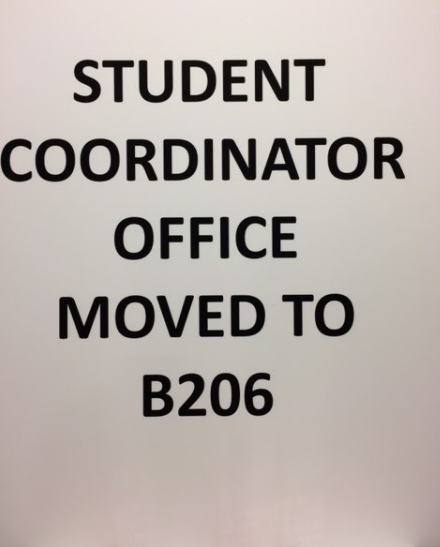 STUDENT
COORDINATOR
OFFICE
MOVED TO
B206